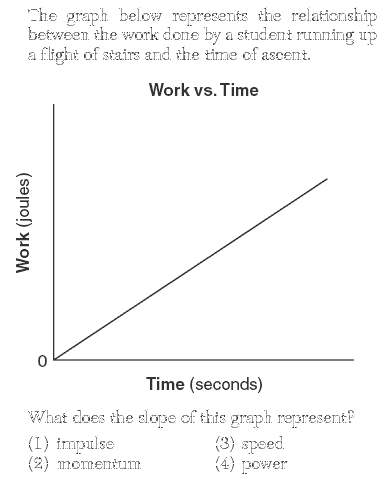 The graph below represents the relationship
between the work done by a student running up
a flight of stairs and the time of ascent.
Work vs. Time
Work (joules)
0
Time (seconds)
What does the slope of this graph represent?
(1) impulse (3) speed
(2) momentum (4) power